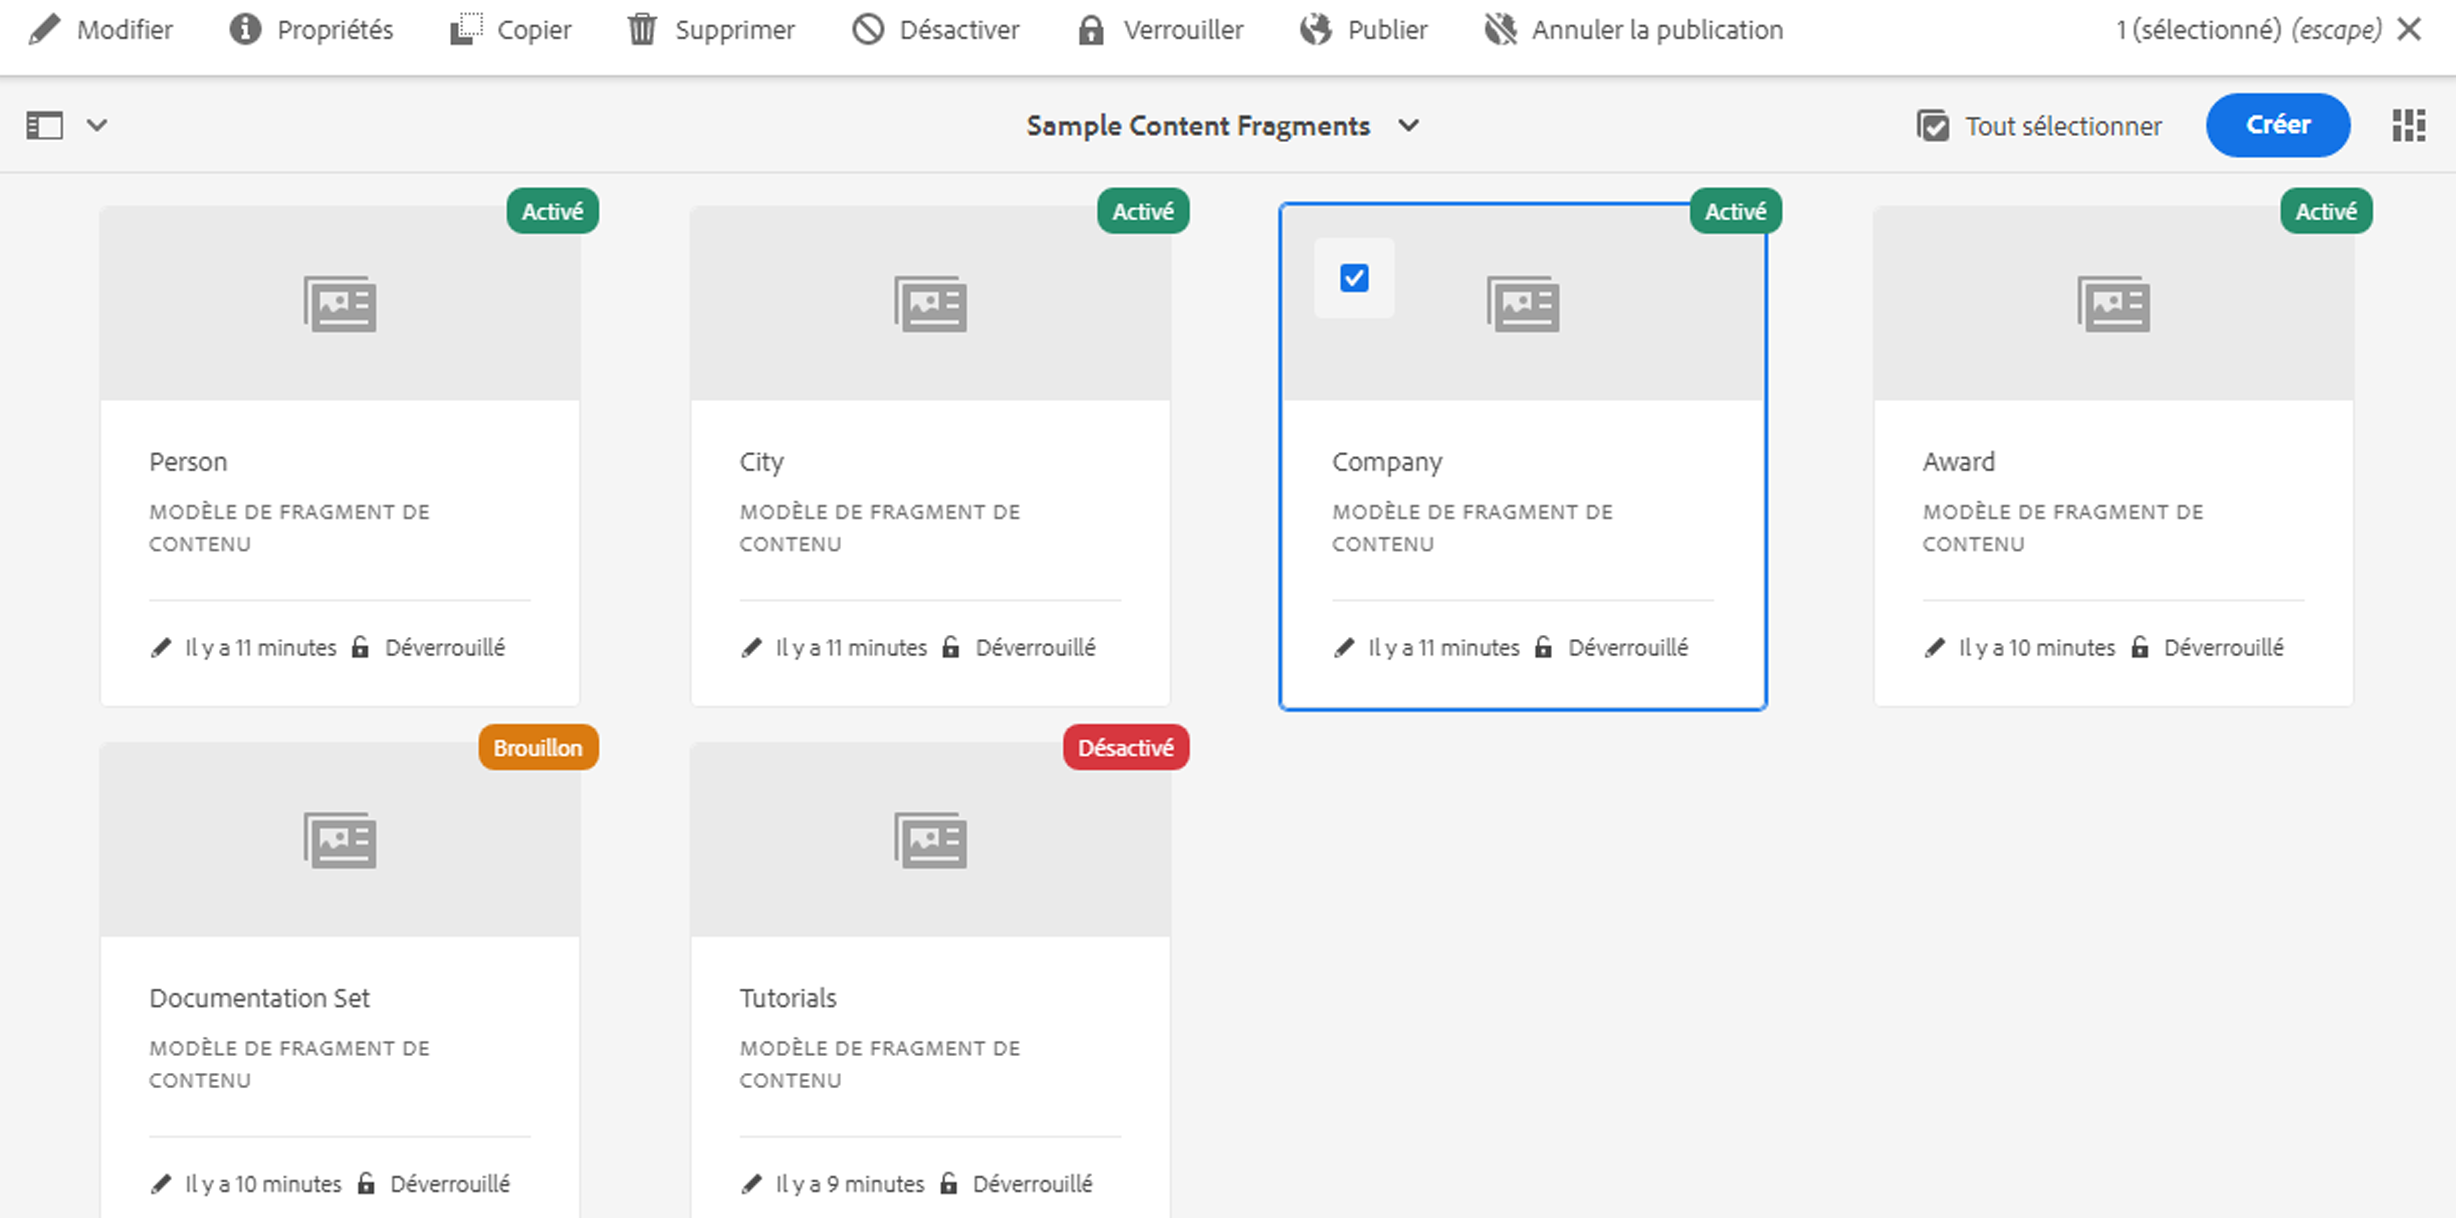 Modifier Propriétés Copier Supprimer Désactiver Verrouiller Publier Annuler la publication 1 (sélectionné) (escape)
Sample Content Fragments Tout sélectionner Créer
Activé Activé Activé Activé
Person City Company Award
MODÈLE DE FRAGMENT DE MODÈLE DE FRAGMENT DE MODÈLE DE FRAGMENT DE MODÈLE DE FRAGMENT DE
CONTENU CONTENU CONTENU CONTENU
Il y a 11 minutes Déverrouillé Il y a 11 minutes Déverrouillé Il y a 11 minutes Déverrouillé Il y a 10 minutes Déverrouillé
Brouillon Désactivé
Documentation Set Tutorials
MODÈLE DE FRAGMENT DE MODÈLE DE FRAGMENT DE
CONTENU CONTENU
Il y a 10 minutes Déverrouillé Il y a 9 minutes Déverrouillé